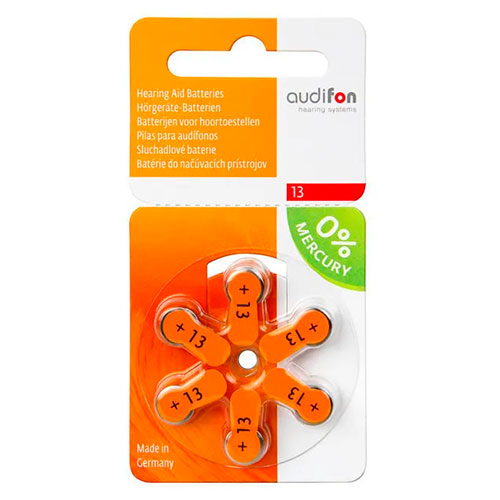 Hearing Aid Batteries
Hörgeräte-Batterien
Batterijen voor hoortoestellen
Pilas para audífonos
Sluchadlové baterie
Batérie do načúvacích prístrojov
audifon
hearing systems
13
0%
MERCURY
+ 13
+ 13
+ 13
+ 13
+ 13
+ 13
Made in
Germany